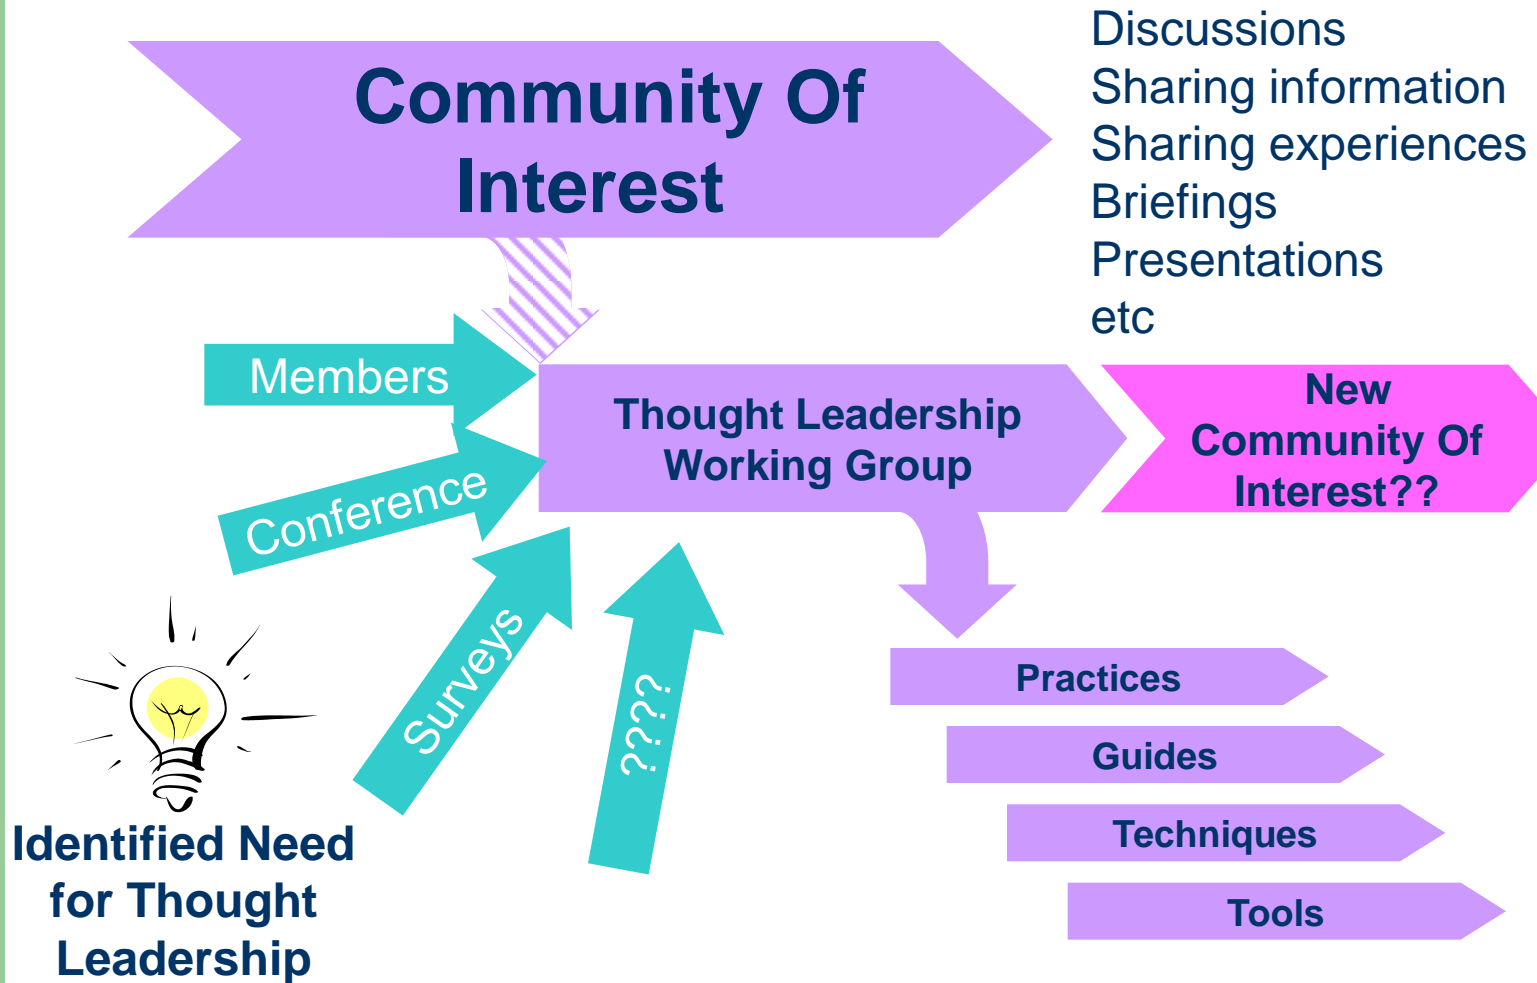 Community Of
Interest
Discussions
Sharing information
Sharing experiences
Briefings
Presentations
etc
Members
Conference
Surveys
????
Thought Leadership
Working Group
New
Community Of
Interest??
Practices
Guides
Techniques
Tools
Identified Need
for Thought
Leadership